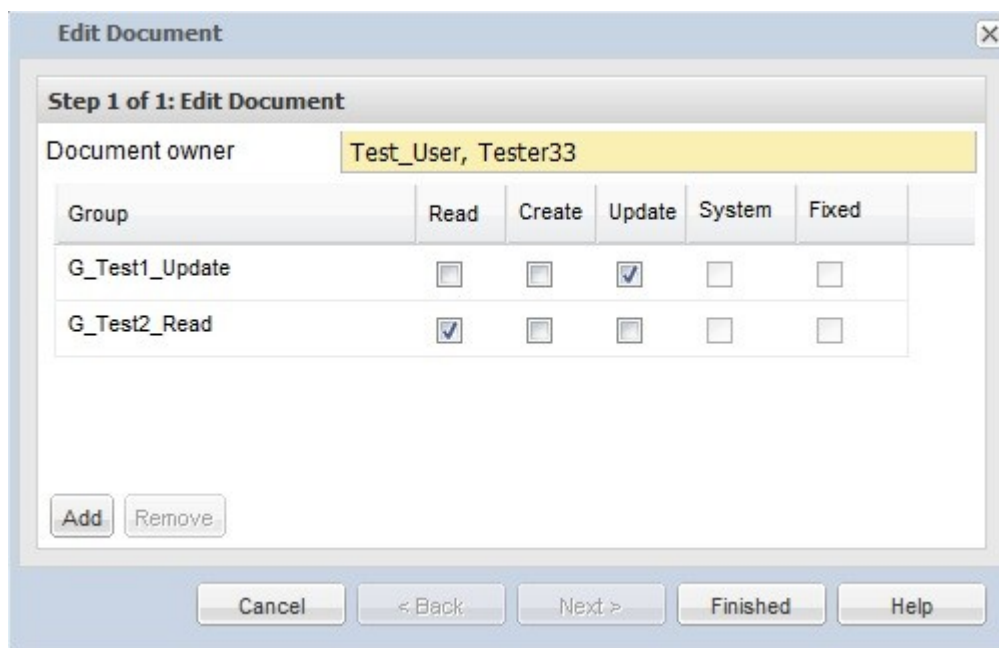 Edit Document
Step 1 of 1: Edit Document
Document owner Test_User, Tester33
Group Read Create Update System Fixed
G_Test1_Update
G_Test2_Read
Add Remove
Cancel < Back Next > Finished Help